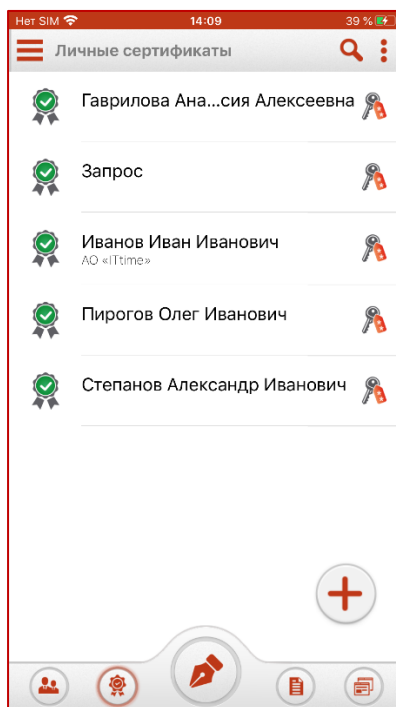 Нет SIM 14:09 39 %
Личные сертификаты
Гаврилова Ана...сия Алексеевна
Запрос
Иванов Иван Иванович
АО «ITtime»
Пирогов Олег Иванович
Степанов Александр Иванович